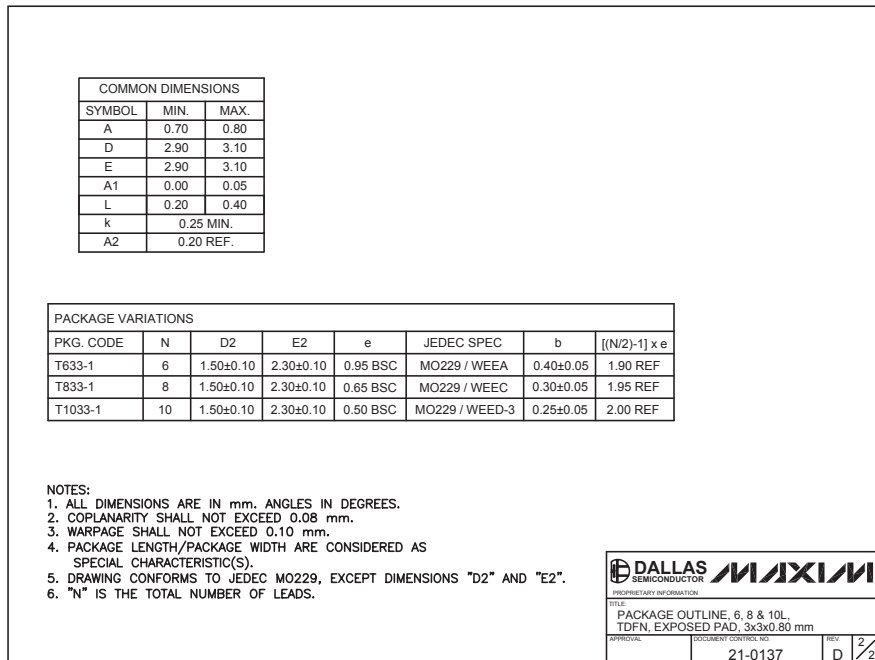 COMMON DIMENSIONS
SYMBOL MIN. MAX.
A 0.70 0.80
D 2.90 3.10
E 2.90 3.10
A1 0.00 0.05
L 0.20 0.40
k 0.25 MIN.
A2 0.20 REF.
PACKAGE VARIATIONS
PKG. CODE N D2 E2 e JEDEC SPEC b [(N/2)-1] x e
T633-1 6 1.50±0.10 2.30±0.10 0.95 BSC MO229 / WEEA 0.40±0.05 1.90 REF
T833-1 8 1.50±0.10 2.30±0.10 0.65 BSC MO229 / WEEC 0.30±0.05 1.95 REF
T1033-1 10 1.50±0.10 2.30±0.10 0.50 BSC MO229 / WEED-3 0.25±0.05 2.00 REF
NOTES:
1. ALL DIMENSIONS ARE IN mm. ANGLES IN DEGREES.
2. COPLANARITY SHALL NOT EXCEED 0.08 mm.
3. WARPAGE SHALL NOT EXCEED 0.10 mm.
4. PACKAGE LENGTH/PACKAGE WIDTH ARE CONSIDERED AS
SPECIAL CHARACTERISTIC(S).
5. DRAWING CONFORMS TO JEDEC MO229, EXCEPT DIMENSIONS "D2" AND "E2".
6. "N" IS THE TOTAL NUMBER OF LEADS.
DALLAS SEMICONDUCTOR MAXIM
PROPRIETARY INFORMATION
TITLE:
PACKAGE OUTLINE, 6, 8 & 10L,
TDFN, EXPOSED PAD, 3x3x0.80 mm
APPROVAL DOCUMENT CONTROL NO. REV.
21-0137 D 2/2